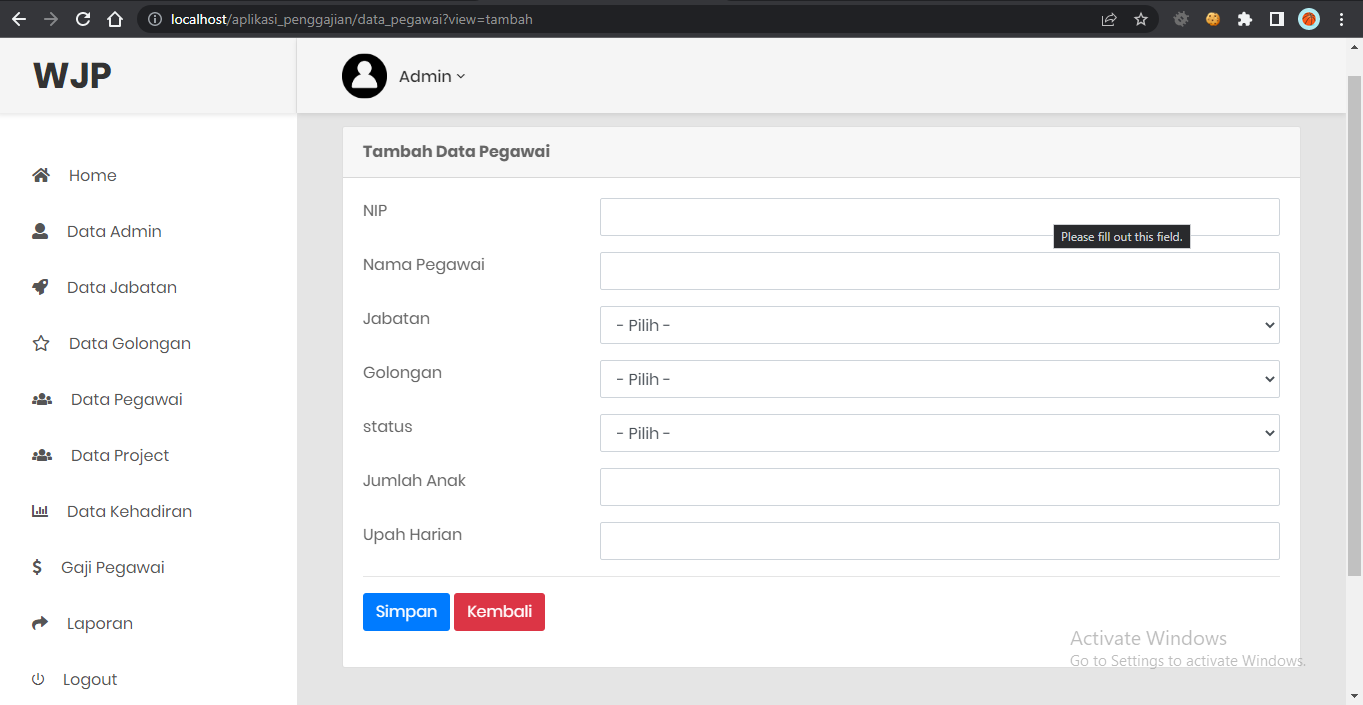 localhost/aplikasi_penggajian/data_pegawai?view=tambah
WJP
Admin
Home
Data Admin
Data Jabatan
Data Golongan
Data Pegawai
Data Project
Data Kehadiran
Gaji Pegawai
Laporan
Logout
Tambah Data Pegawai
NIP
Please fill out this field.
Nama Pegawai
Jabatan - Pilih -
Golongan - Pilih -
status - Pilih -
Jumlah Anak
Upah Harian
Simpan Kembali
Activate Windows
Go to Settings to activate Windows.